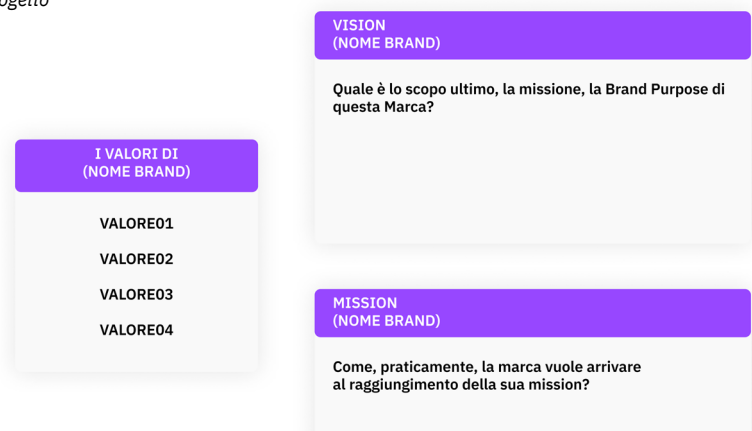 VISION
(NOME BRAND)
Quale è lo scopo ultimo, la missione, la Brand Purpose di
questa Marca?
I VALORI DI
(NOME BRAND)
VALORE01
VALORE02
VALORE03
VALORE04
MISSION
(NOME BRAND)
Come, praticamente, la marca vuole arrivare
al raggiungimento della sua mission?